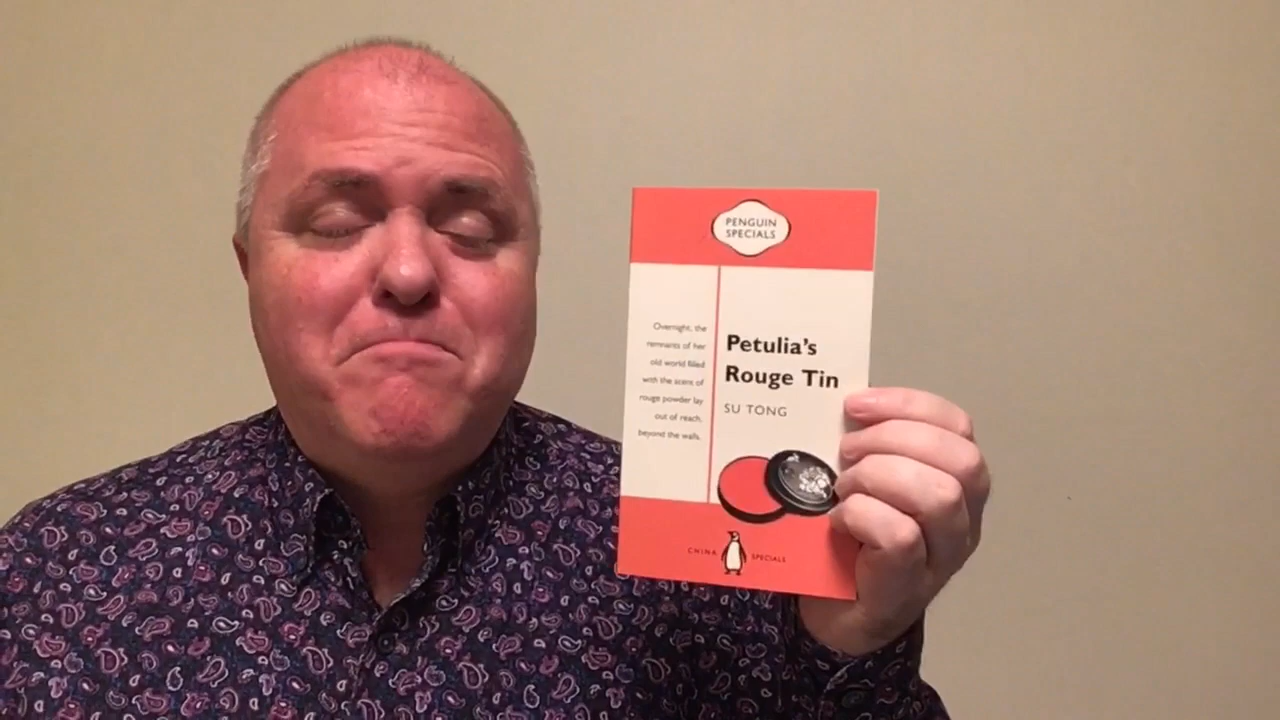 PENGUIN
SPECIALS
Overnight, the
remnants of her
old world filled
with the scent of
rouge powder lay
out of reach,
beyond the walls.
Petulia's
Rouge Tin
SU TONG
CHINA SPECIALS